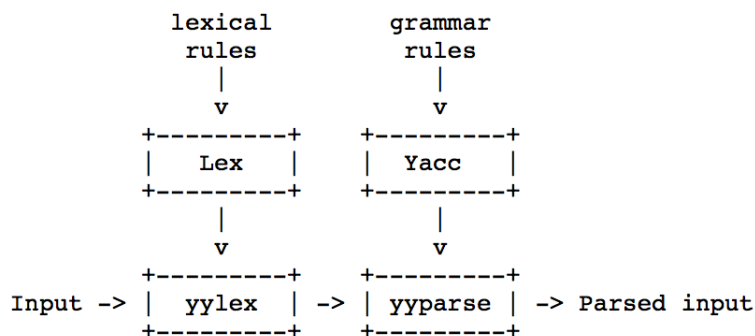 lexical       grammar
           rules         rules
             |             |
             v             v
        +---------+   +---------+
        |   Lex   |   |  Yacc   |
        +---------+   +---------+
             |             |
             v             v
        +---------+   +---------+
Input -> |  yylex  | -> | yyparse | -> Parsed input
        +---------+   +---------+